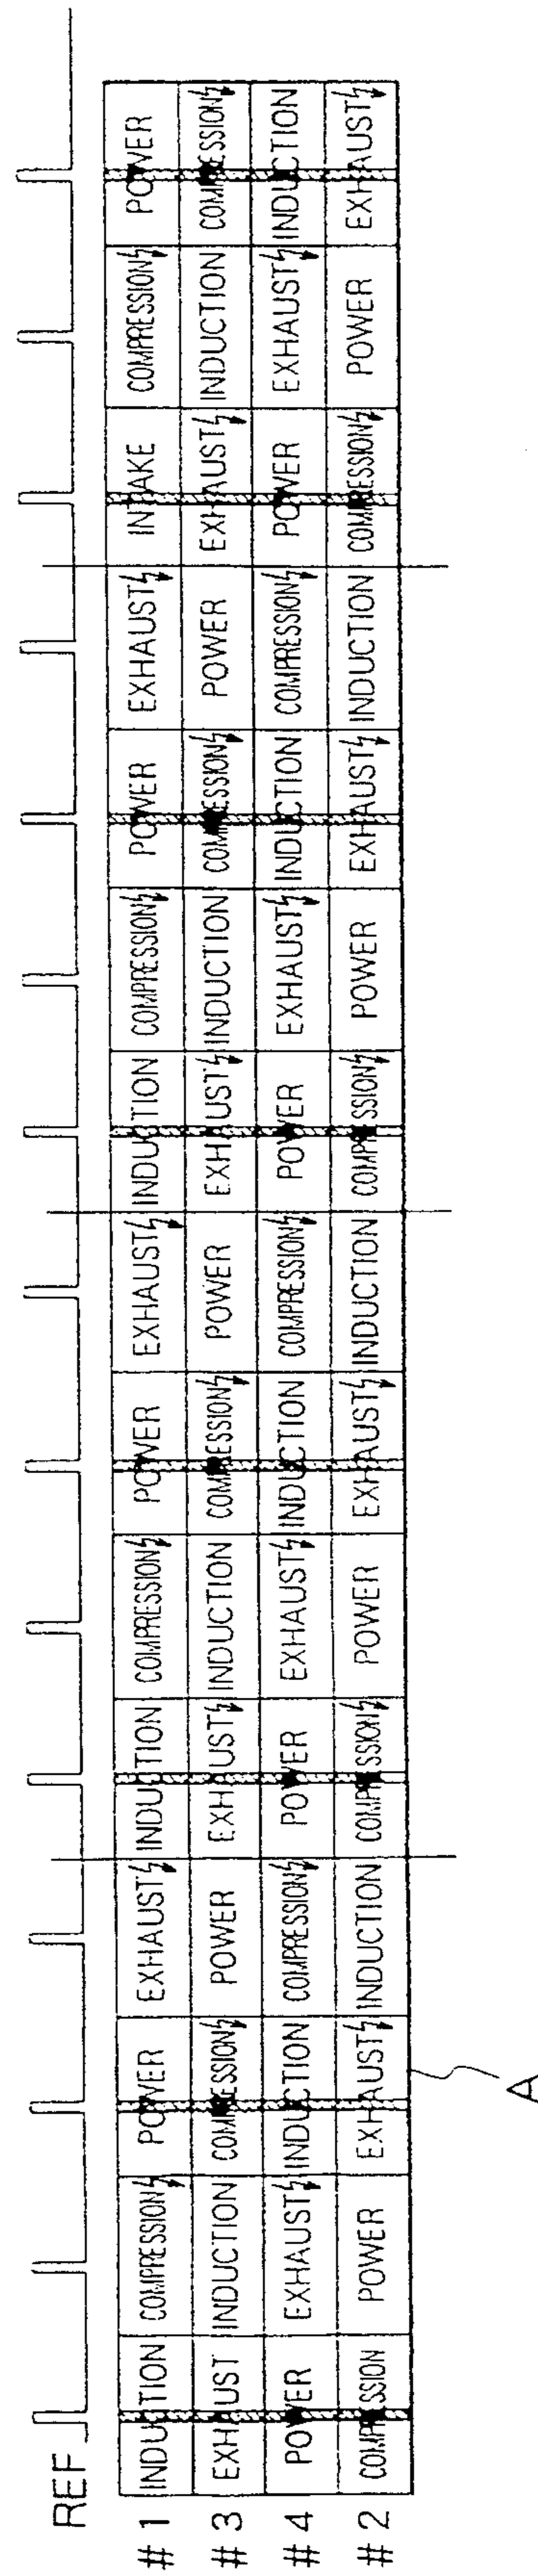 REF
# 1 INDUCTION COMPRESSION POWER EXHAUST INDUCTION COMPRESSION POWER EXHAUST INDUCTION COMPRESSION POWER EXHAUST INTAKE COMPRESSION POWER
# 3 EXHAUST INDUCTION COMPRESSION POWER EXHAUST INDUCTION COMPRESSION POWER EXHAUST INDUCTION COMPRESSION POWER EXHAUST INDUCTION COMPRESSION
# 4 POWER EXHAUST INDUCTION COMPRESSION POWER EXHAUST INDUCTION COMPRESSION POWER EXHAUST INDUCTION COMPRESSION POWER EXHAUST INDUCTION
# 2 COMPRESSION POWER EXHAUST INDUCTION COMPRESSION POWER EXHAUST INDUCTION COMPRESSION POWER EXHAUST INDUCTION COMPRESSION POWER EXHAUST
A